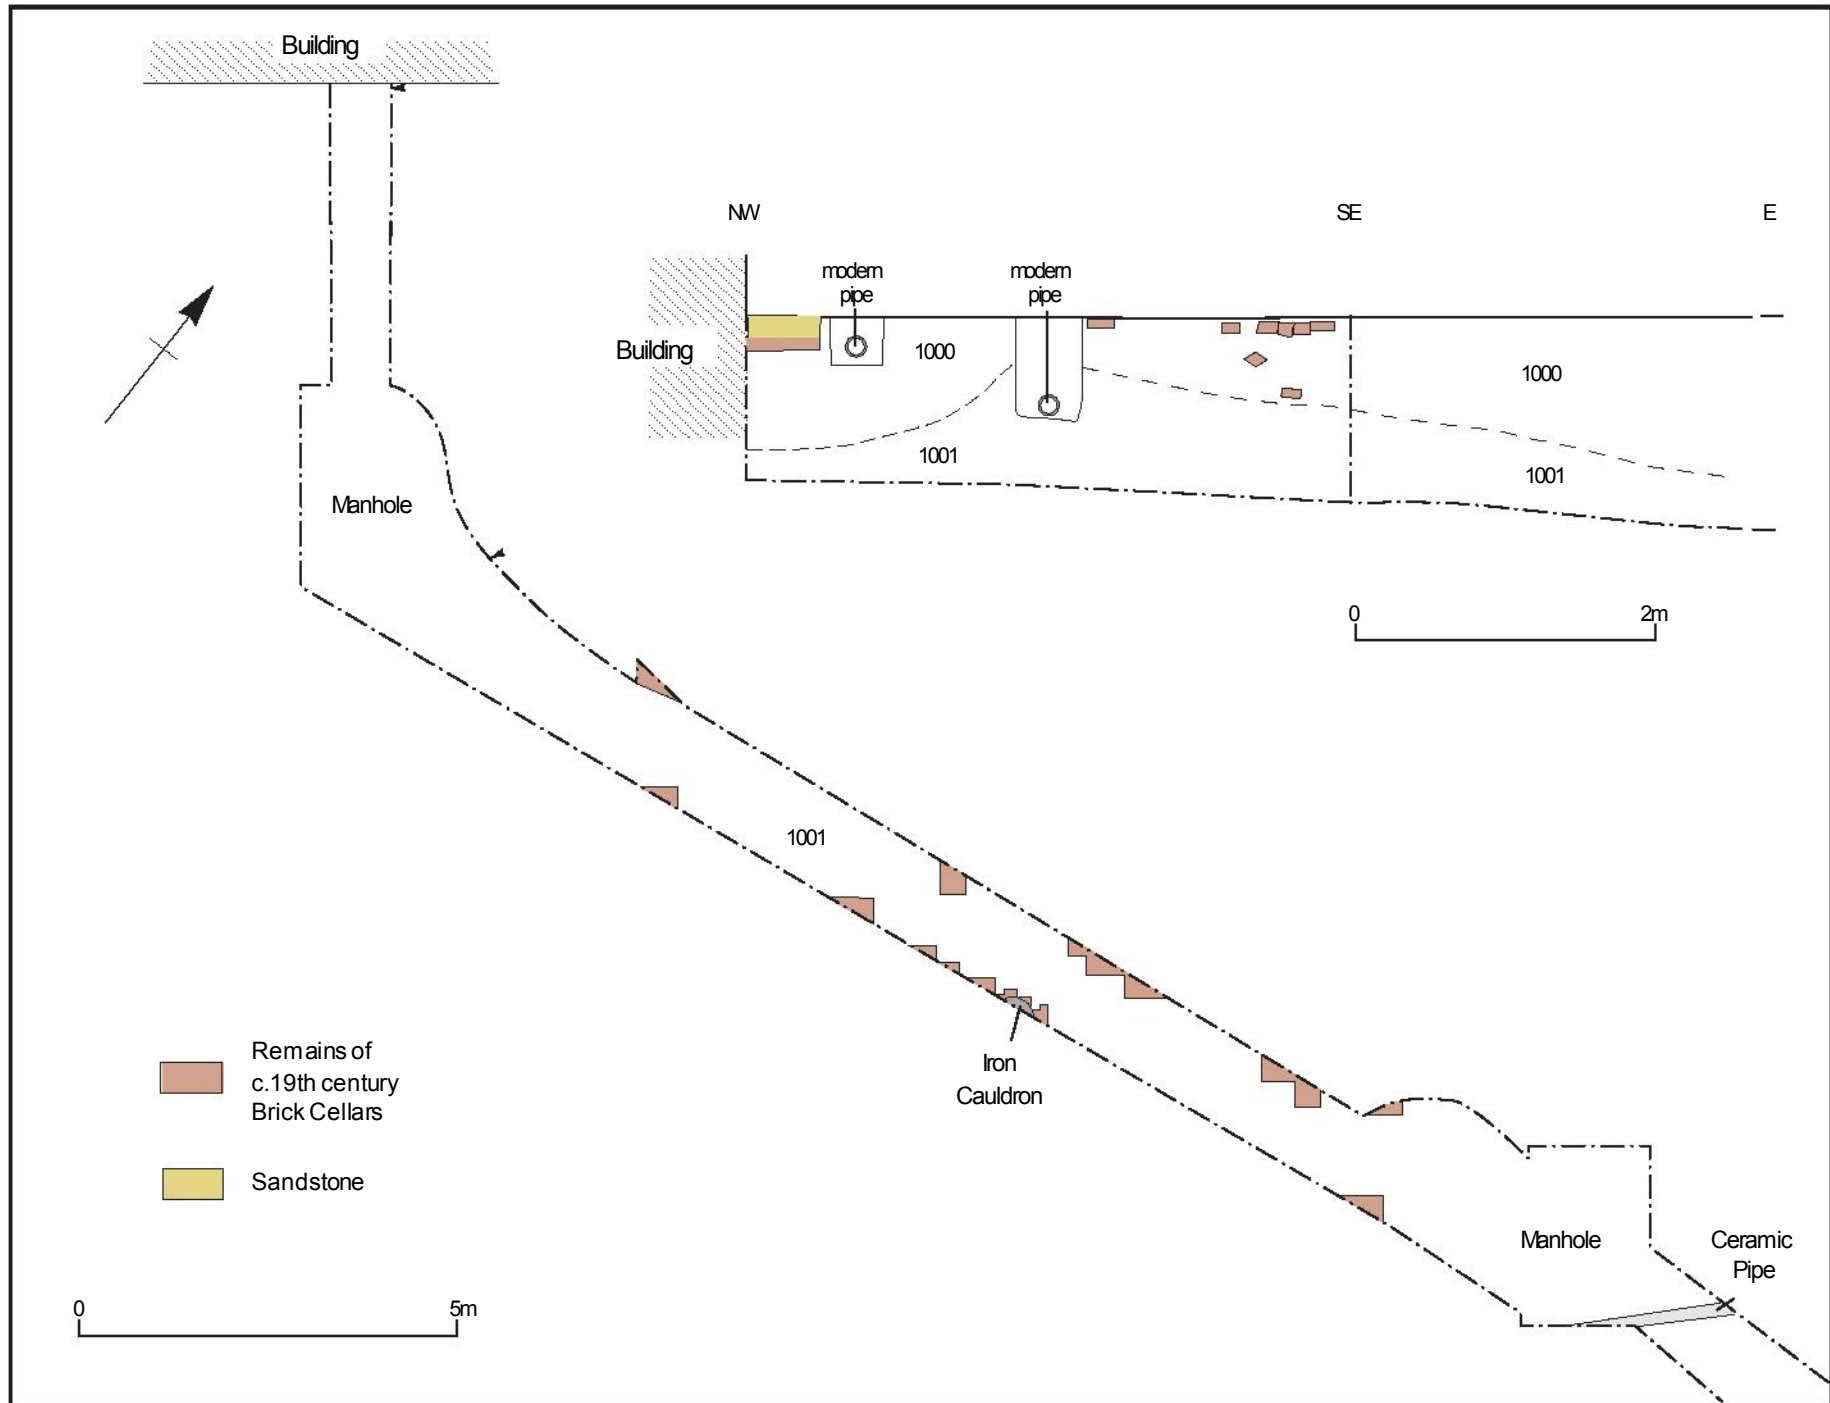 Building
NW
SE
E
modern
pipe
modern
pipe
Building
1000
1000
1001
1001
Manhole
0
2m
1001
Iron
Cauldron
Remains of
c.19th century
Brick Cellars
Sandstone
Manhole
Ceramic
Pipe
0
5m